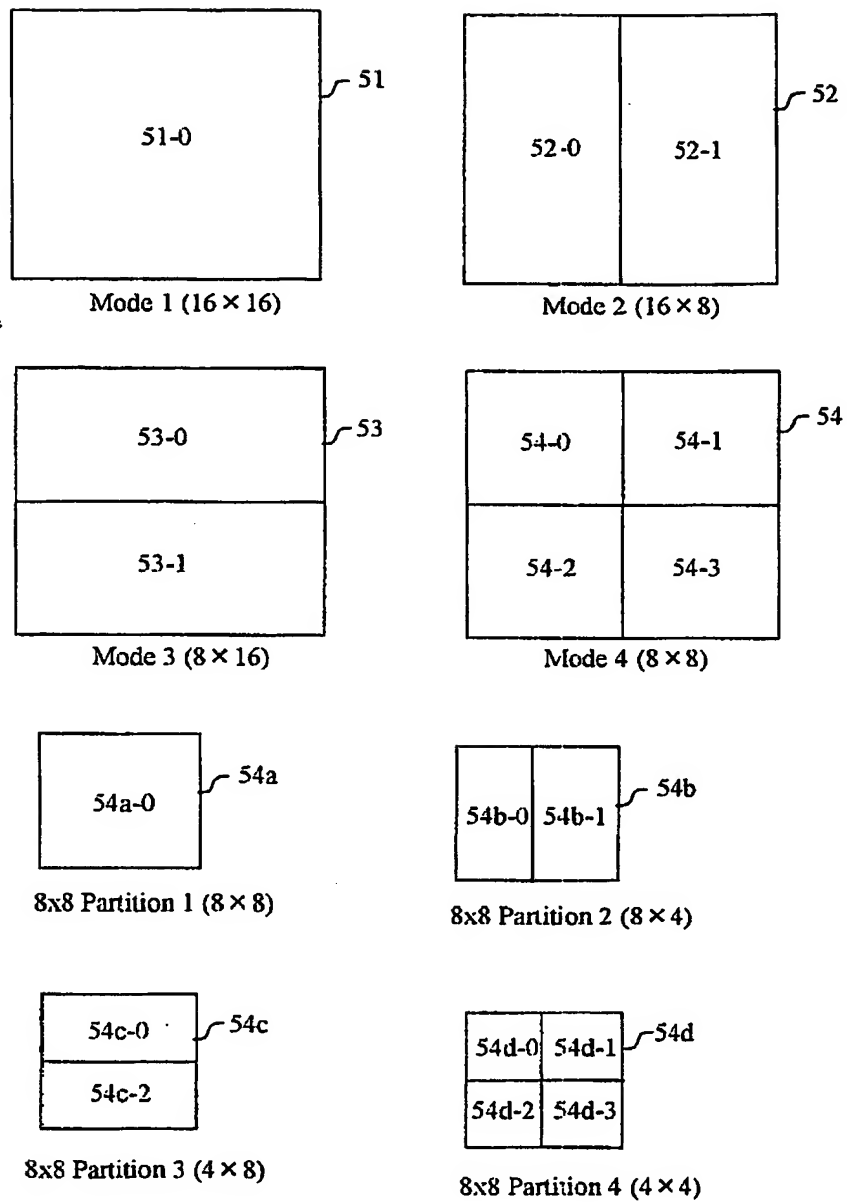 51
51-0
Mode 1 (16 × 16)
52
52-0 52-1
Mode 2 (16 × 8)
53
53-0
53-1
Mode 3 (8 × 16)
54
54-0 54-1
54-2 54-3
Mode 4 (8 × 8)
54a
54a-0
8x8 Partition 1 (8 × 8)
54b
54b-0 54b-1
8x8 Partition 2 (8 × 4)
54c
54c-0
54c-2
8x8 Partition 3 (4 × 8)
54d
54d-0 54d-1
54d-2 54d-3
8x8 Partition 4 (4 × 4)